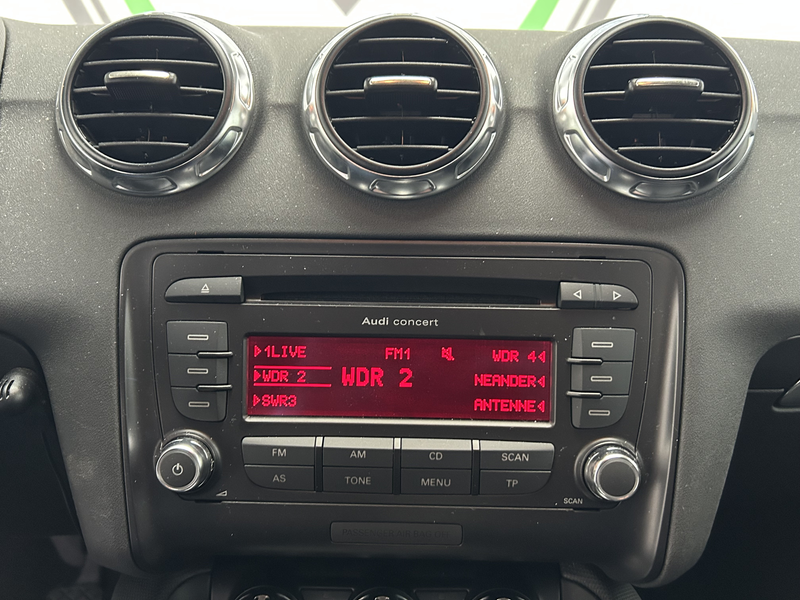 Audi concert
1LIVE FM1 WDR 4
WDR 2 WDR 2 NEANDER
SWR3 ANTENNE
FM AM CD SCAN
AS TONE MENU TP
SCAN